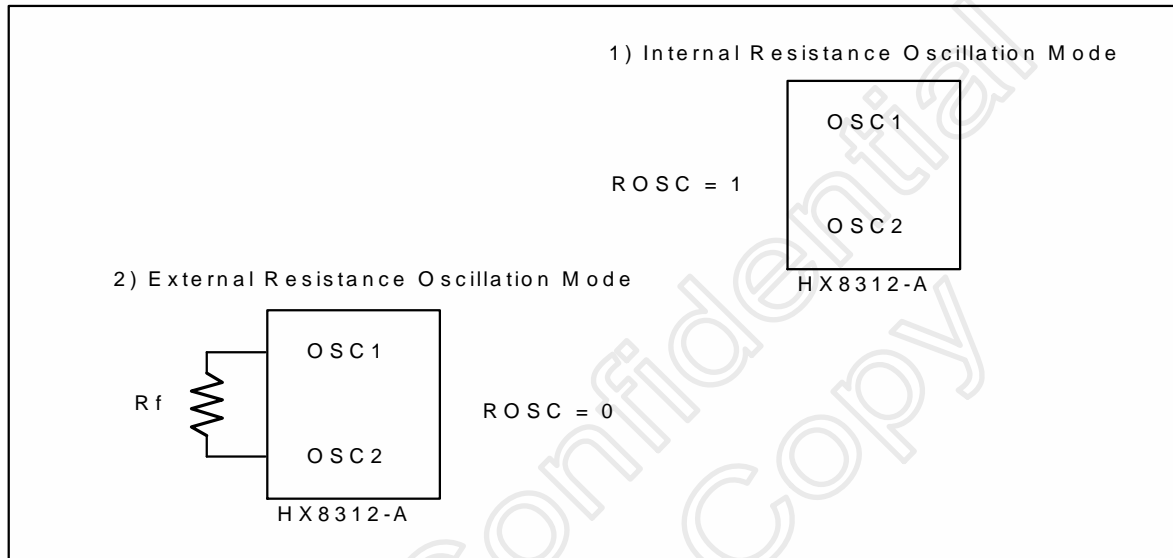 1) Internal Resistance Oscillation Mode
OSC1
ROSC = 1
OSC2
HX8312-A
2) External Resistance Oscillation Mode
OSC1
Rf
ROSC = 0
OSC2
HX8312-A
Confidential
Copy